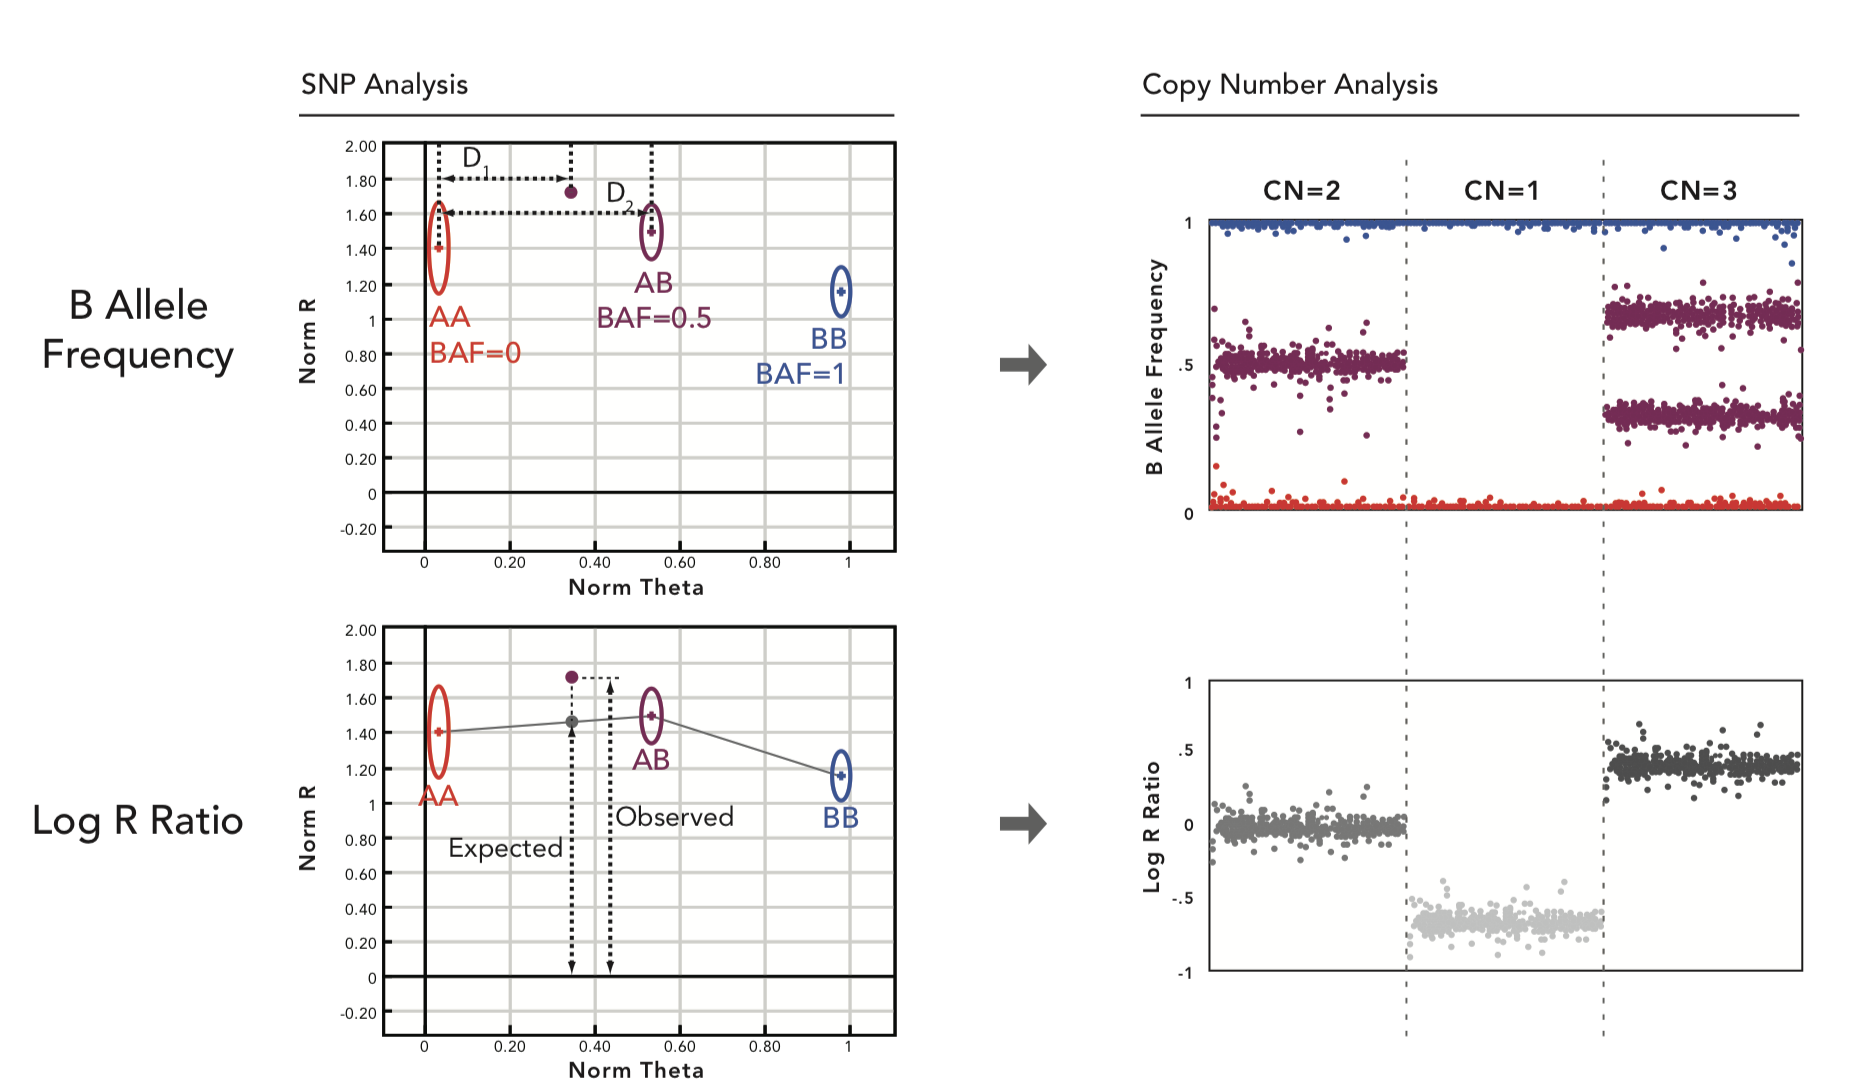 SNP Analysis
Copy Number Analysis
B Allele
Frequency
2.00
1.80
1.60
1.40
1.20
1
0.80
0.60
0.40
0.20
0
-0.20
Norm R
D1
D2
AA
BAF=0
AB
BAF=0.5
BB
BAF=1
0 0.20 0.40 0.60 0.80 1
Norm Theta
CN=2 CN=1 CN=3
B Allele Frequency
1
.5
0
Log R Ratio
2.00
1.80
1.60
1.40
1.20
1
0.80
0.60
0.40
0.20
0
-0.20
Norm R
AA
AB
BB
Expected
Observed
0 0.20 0.40 0.60 0.80 1
Norm Theta
Log R Ratio
1
.5
0
-.5
-1